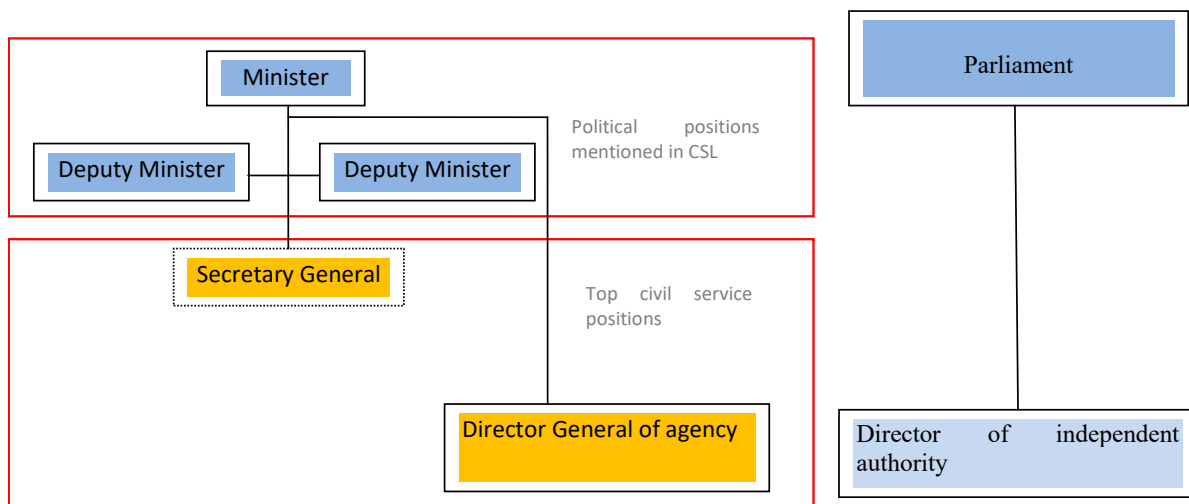 Minister
Parliament
Political positions
mentioned in CSL
Deputy Minister
Deputy Minister
Secretary General
Top civil service
positions
Director General of agency
Director of independent
authority